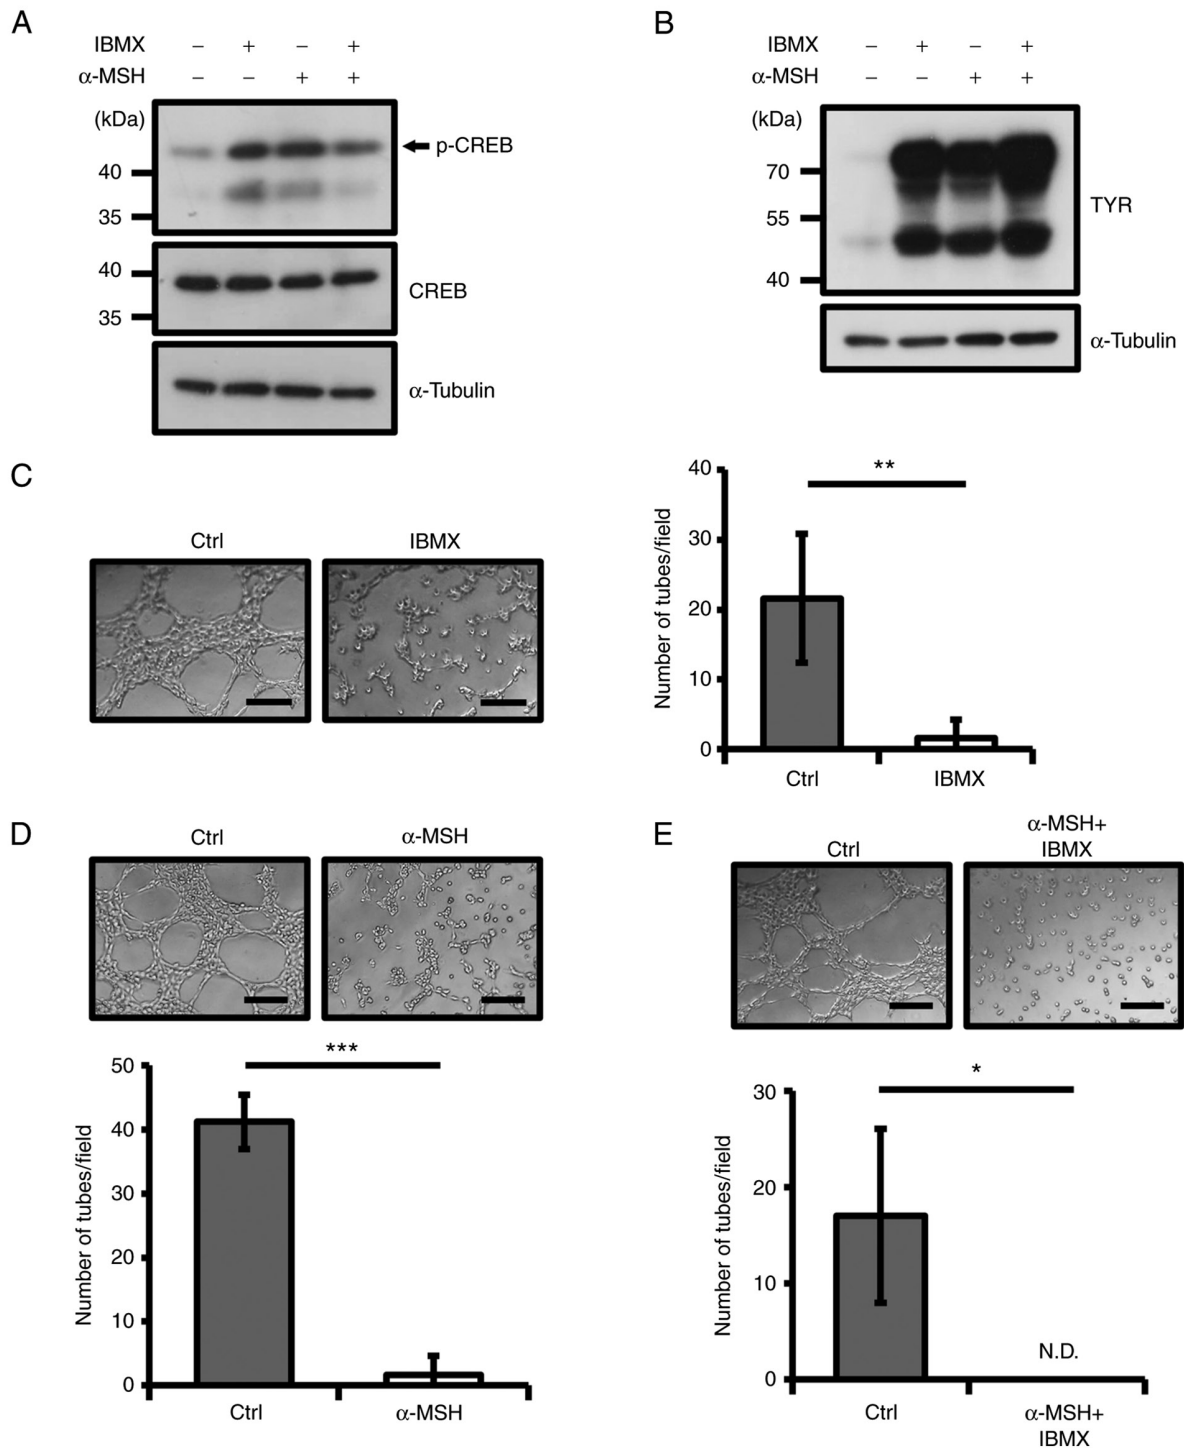 A
IBMX − + − +
α-MSH − − + +
(kDa)
40
35
p-CREB
40
35
CREB
α-Tubulin
B
IBMX − + − +
α-MSH − − + +
(kDa)
70
55
40
TYR
α-Tubulin
C
Ctrl
IBMX
Number of tubes/field
40
30
20
10
0
**
Ctrl
IBMX
D
Ctrl
α-MSH
Number of tubes/field
50
40
30
20
10
0
***
Ctrl
α-MSH
E
Ctrl
α-MSH+
IBMX
Number of tubes/field
30
20
10
0
*
N.D.
Ctrl
α-MSH+
IBMX